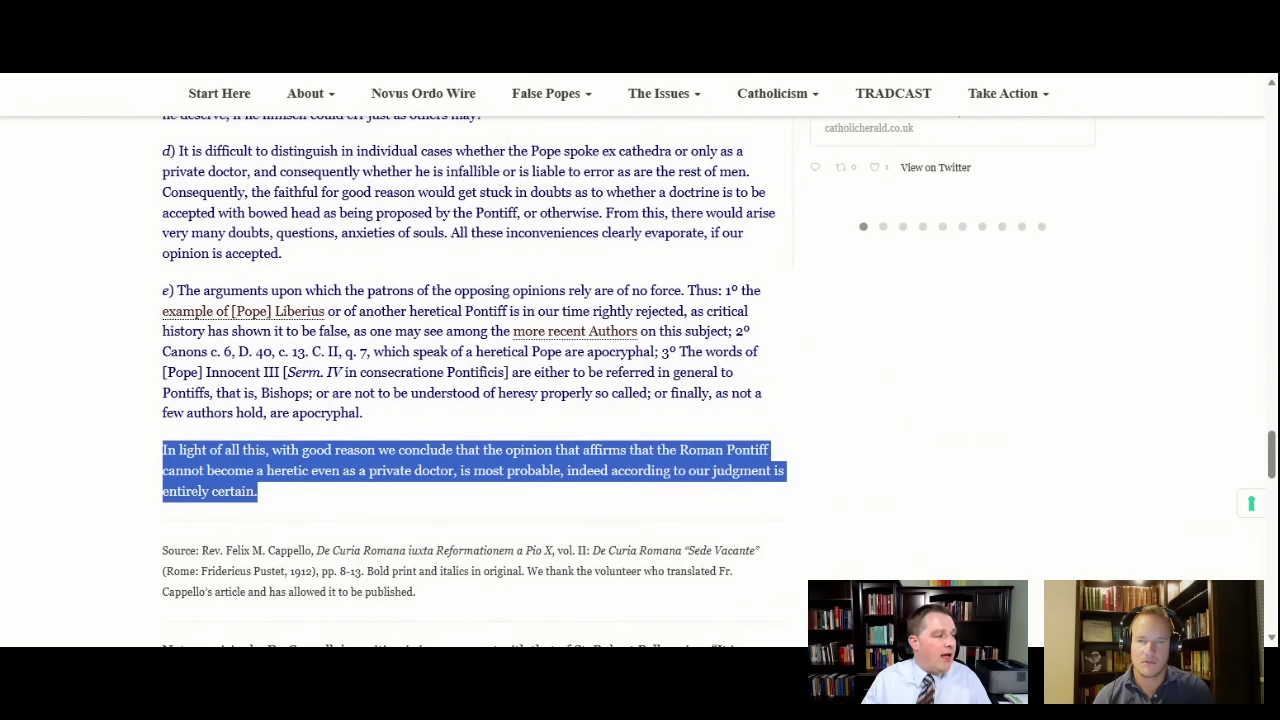 Start Here About Novus Ordo Wire False Popes The Issues Catholicism TRADCAST Take Action
he deserve, if he himself could err just as others may?
d) It is difficult to distinguish in individual cases whether the Pope spoke ex cathedra or only as a
private doctor, and consequently whether he is infallible or is liable to error as are the rest of men.
Consequently, the faithful for good reason would get stuck in doubts as to whether a doctrine is to be
accepted with bowed head as being proposed by the Pontiff, or otherwise. From this, there would arise
very many doubts, questions, anxieties of souls. All these inconveniences clearly evaporate, if our
opinion is accepted.
e) The arguments upon which the patrons of the opposing opinions rely are of no force. Thus: 1º the
example of [Pope] Liberius or of another heretical Pontiff is in our time rightly rejected, as critical
history has shown it to be false, as one may see among the more recent Authors on this subject; 2º
Canons c. 6, D. 40, c. 13. C. II, q. 7, which speak of a heretical Pope are apocryphal; 3º The words of
[Pope] Innocent III [Serm. IV in consecratione Pontificis] are either to be referred in general to
Pontiffs, that is, Bishops; or are not to be understood of heresy properly so called; or finally, as not a
few authors hold, are apocryphal.
In light of all this, with good reason we conclude that the opinion that affirms that the Roman Pontiff
cannot become a heretic even as a private doctor, is most probable, indeed according to our judgment is
entirely certain.
Source: Rev. Felix M. Cappello, De Curia Romana iuxta Reformationem a Pio X, vol. II: De Curia Romana “Sede Vacante”
(Rome: Fridericus Pustet, 1912), pp. 8-13. Bold print and italics in original. We thank the volunteer who translated Fr.
Cappello’s article and has allowed it to be published.
catholicherald.co.uk
0 1 View on Twitter